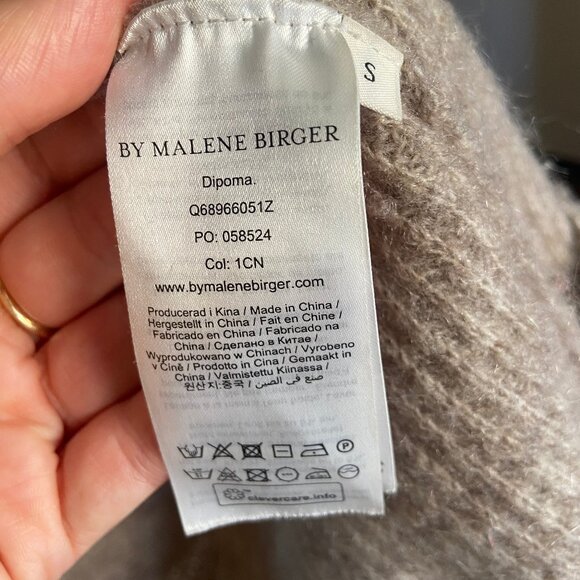 S
BY MALENE BIRGER
Dipoma.
Q68966051Z
PO: 058524
Col: 1CN
www.bymalenebirger.com
Producerad i Kina / Made in China /
Hergestellt in China / Fait en Chine /
Fabricado en China / Fabricado na
China / Сделано в Китае /
Wyprodukowano w Chinach / Vyrobeno
v Číně / Prodotto in Cina / Gemaakt in
China / Valmistettu Kiinassa /
원산지:중국 / صنع في الصين
P
clevercare.info